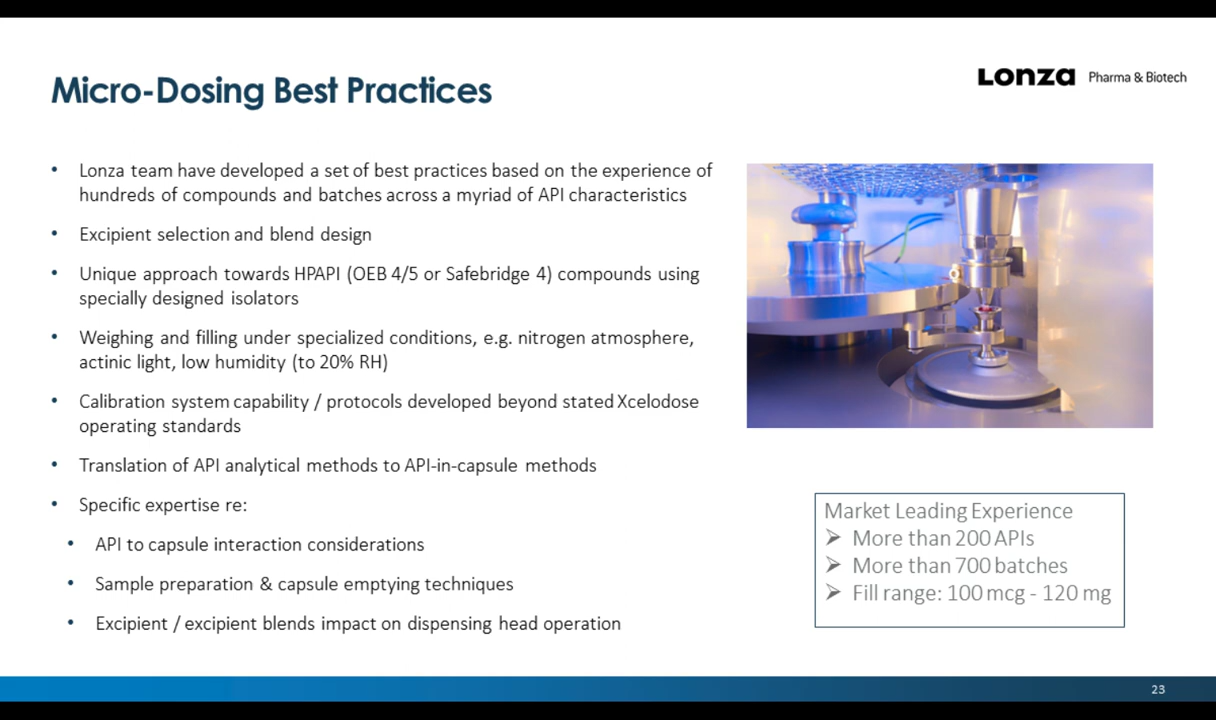 Micro-Dosing Best Practices
Lonza Pharma & Biotech
• Lonza team have developed a set of best practices based on the experience of
hundreds of compounds and batches across a myriad of API characteristics
• Excipient selection and blend design
• Unique approach towards HPAPI (OEB 4/5 or Safebridge 4) compounds using
specially designed isolators
• Weighing and filling under specialized conditions, e.g. nitrogen atmosphere,
actinic light, low humidity (to 20% RH)
• Calibration system capability / protocols developed beyond stated Xcelodose
operating standards
• Translation of API analytical methods to API-in-capsule methods
• Specific expertise re:
• API to capsule interaction considerations
• Sample preparation & capsule emptying techniques
• Excipient / excipient blends impact on dispensing head operation
Market Leading Experience
➢ More than 200 APIs
➢ More than 700 batches
➢ Fill range: 100 mcg - 120 mg
23